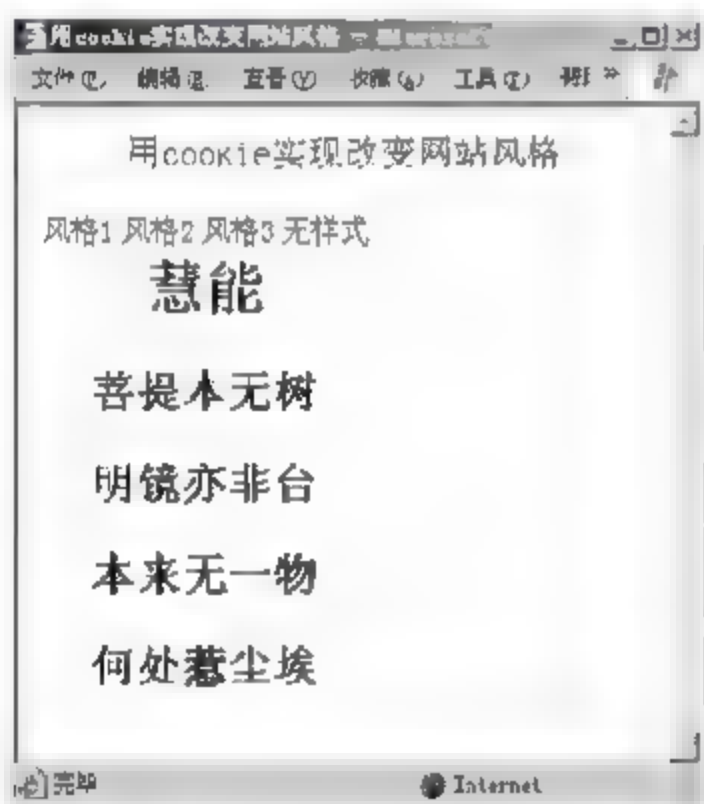 用cookie实现改变网站风格 - Microsoft
文件(F) 编辑(E) 查看(V) 收藏(A) 工具(T) »
用cookie实现改变网站风格
风格1 风格2 风格3 无样式
慧能
菩提本无树
明镜亦非台
本来无一物
何处惹尘埃
完毕 Internet